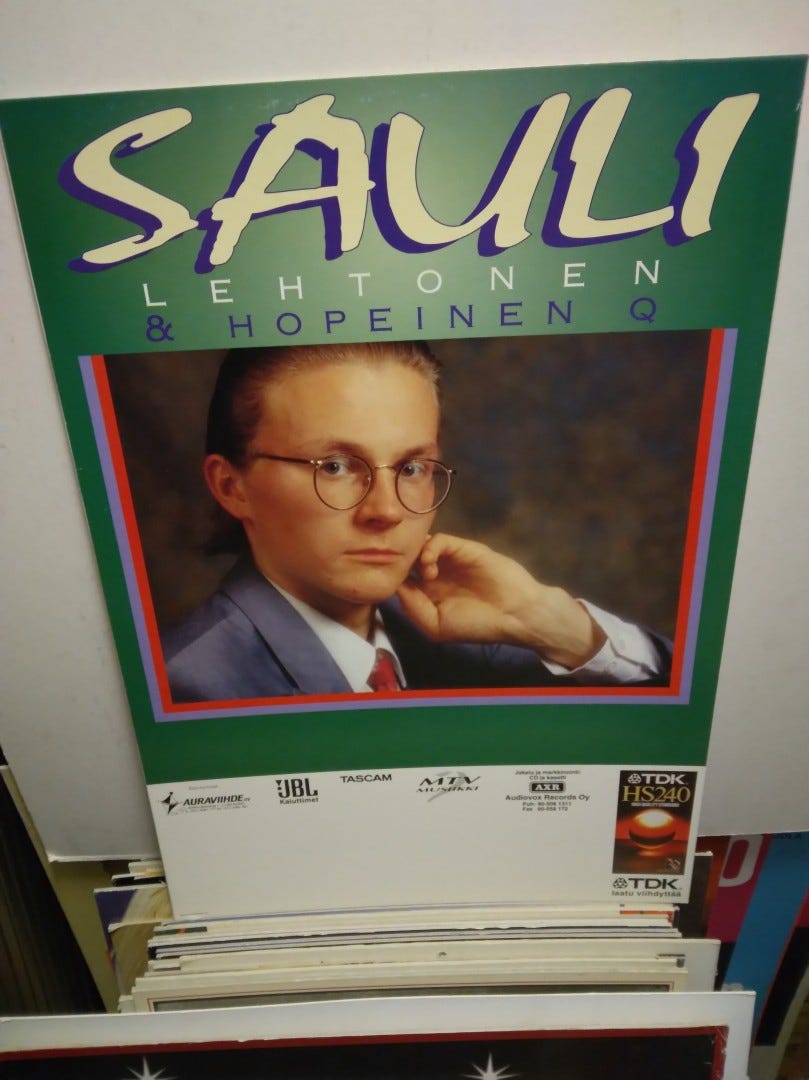 SAULI
LEHTONEN
& HOPEINEN Q
AURAVIIHDE OY
JBL
Kaiuttimet
TASCAM
MTV
MUSIIKKI
Jakelu ja markkinointi:
CD ja kasetti
AXR
Audiovox Records Oy
TDK
HS240
TDK
laatu viihdyttää